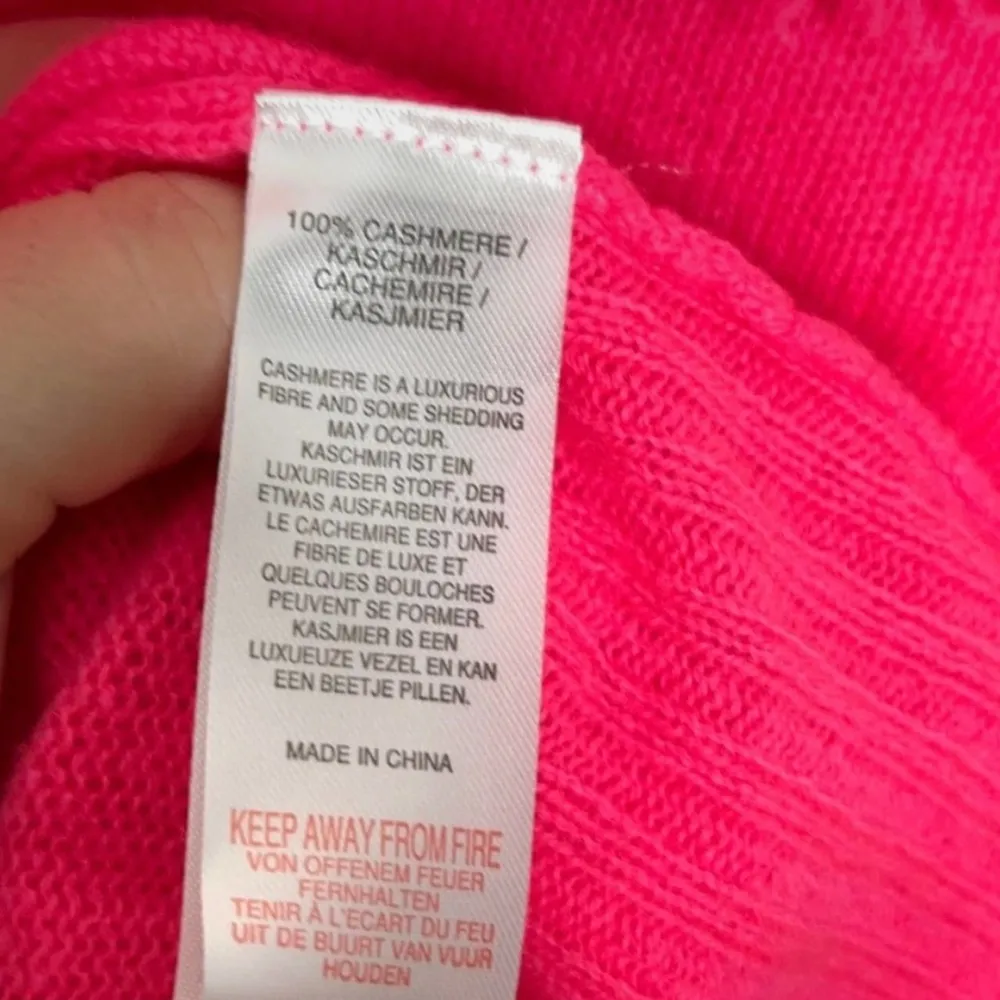 100% CASHMERE /
KASCHMIR /
CACHEMIRE /
KASJMIER
CASHMERE IS A LUXURIOUS
FIBRE AND SOME SHEDDING
MAY OCCUR.
KASCHMIR IST EIN
LUXURIESER STOFF, DER
ETWAS AUSFARBEN KANN.
LE CACHEMIRE EST UNE
FIBRE DE LUXE ET
QUELQUES BOULOCHES
PEUVENT SE FORMER.
KASJMIER IS EEN
LUXUEUZE VEZEL EN KAN
EEN BEETJE PILLEN.
MADE IN CHINA
KEEP AWAY FROM FIRE
VON OFFENEM FEUER
FERNHALTEN
TENIR À L'ECART DU FEU
UIT DE BUURT VAN VUUR
HOUDEN